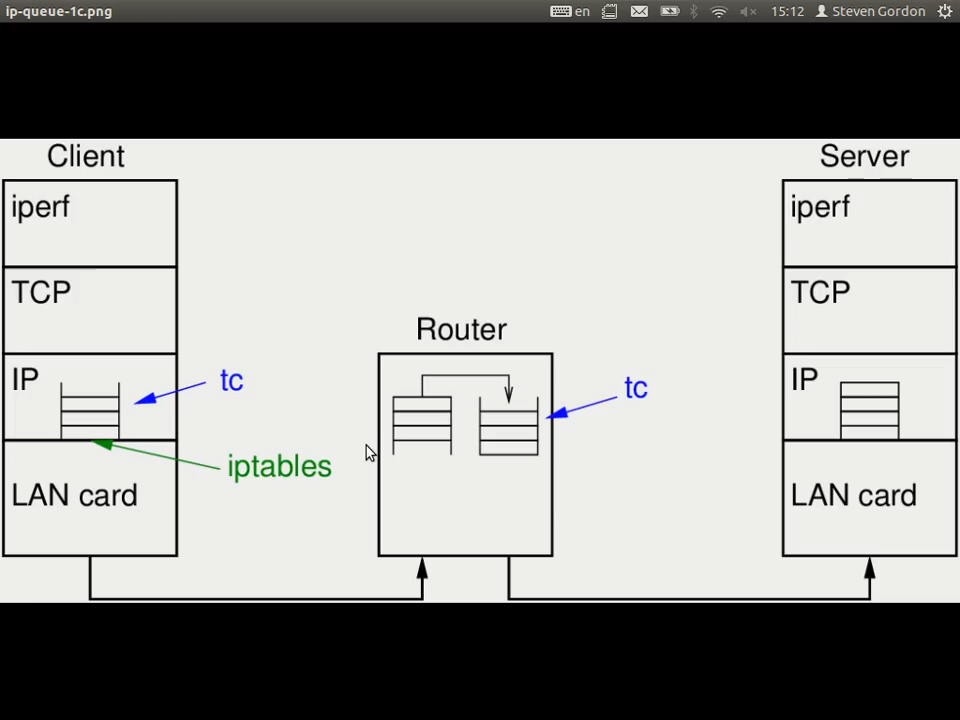 ip-queue-1c.png
en
15:12
Steven Gordon
Client
Server
iperf
iperf
TCP
TCP
Router
IP
tc
tc
IP
iptables
LAN card
LAN card